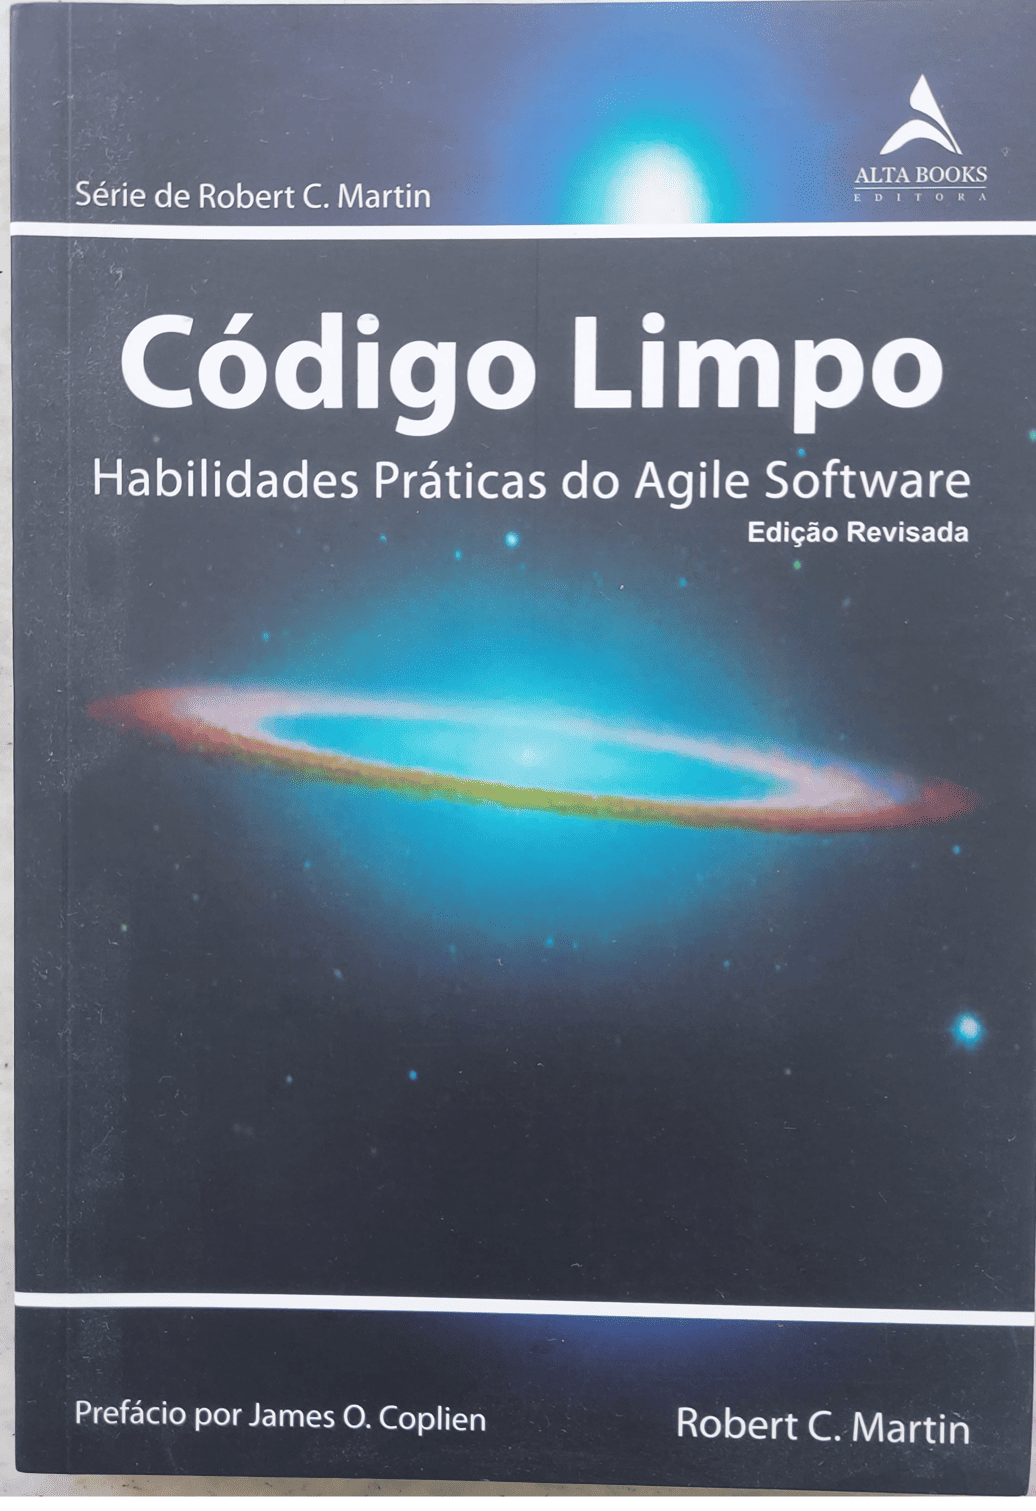 ALTA BOOKS
EDITORA
Série de Robert C. Martin
Código Limpo
Habilidades Práticas do Agile Software
Edição Revisada
Prefácio por James O. Coplien
Robert C. Martin